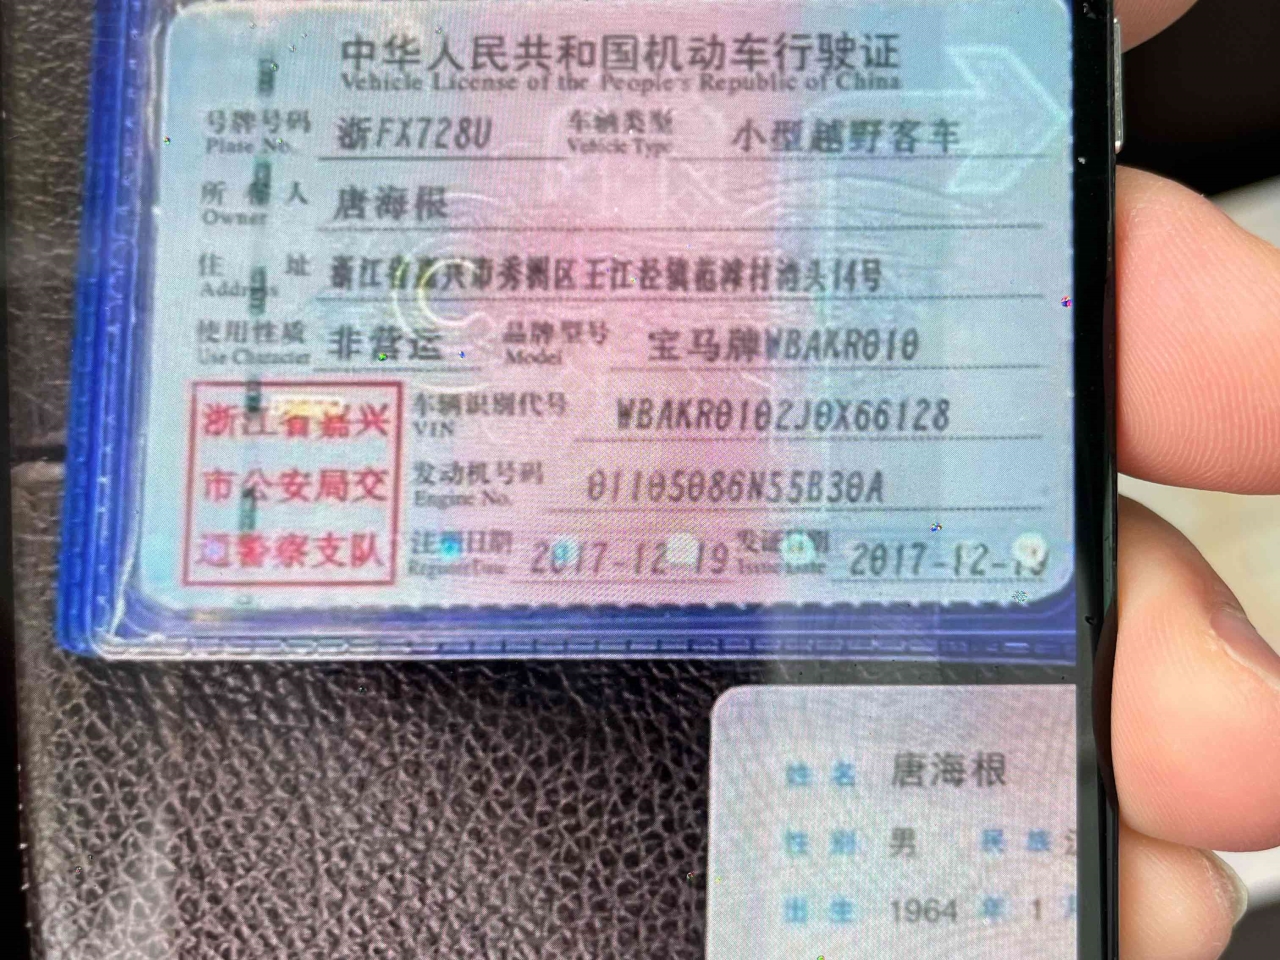 中华人民共和国机动车行驶证
Vehicle License of the People's Republic of China
号牌号码 浙FX728U 车辆类型 小型越野客车
Plate No. Vehicle Type
所有人 唐海根
Owner
住址 浙江省嘉兴市秀洲区王江泾镇 村 头14号
Address
使用性质 非营运 品牌型号 宝马牌WBAKR010
Use Character Model
浙江省嘉兴
市公安局交
通警察支队
车辆识别代号 WBAKR0102J0X66128
VIN
发动机号码 01105086N55B30A
Engine No.
注册日期 2017-12-19 发证日期 2017-12-19
Register Date Issue Date
姓名 唐海根
性别 男 民族
出生 1964 年 1